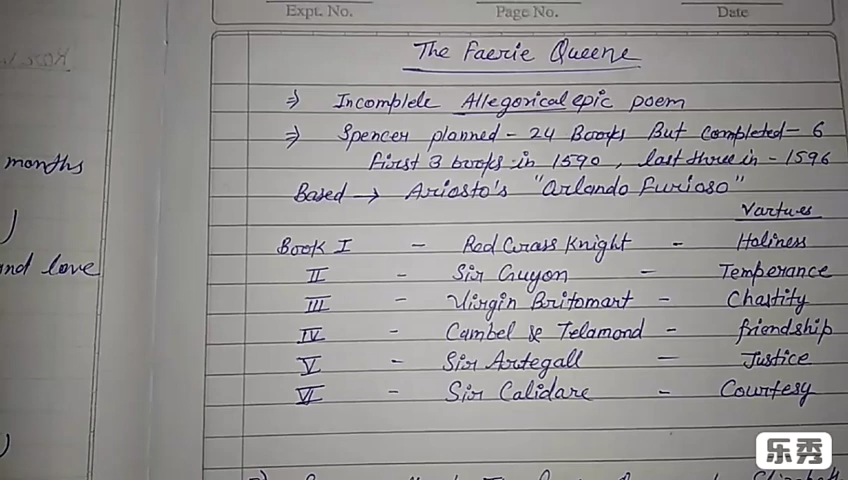 Expt. No. Page No. Date
The Faerie Queene
⇒ Incomplete Allegorical epic poem
⇒ Spencer planned - 24 Books But Completed - 6
months
first 3 books in 1590, last three in - 1596
Based → Ariosto's "Orlando Furioso"
Vartues
)
Book I - Red Crass Knight - Holiness
and love
II - Sir Guyon - Temperance
III - Virgin Britomart - Chastity
IV - Cambel & Telamond - friendship
V - Sir Artegall - Justice
VI - Sir Calidare - Courtesy
)
乐秀